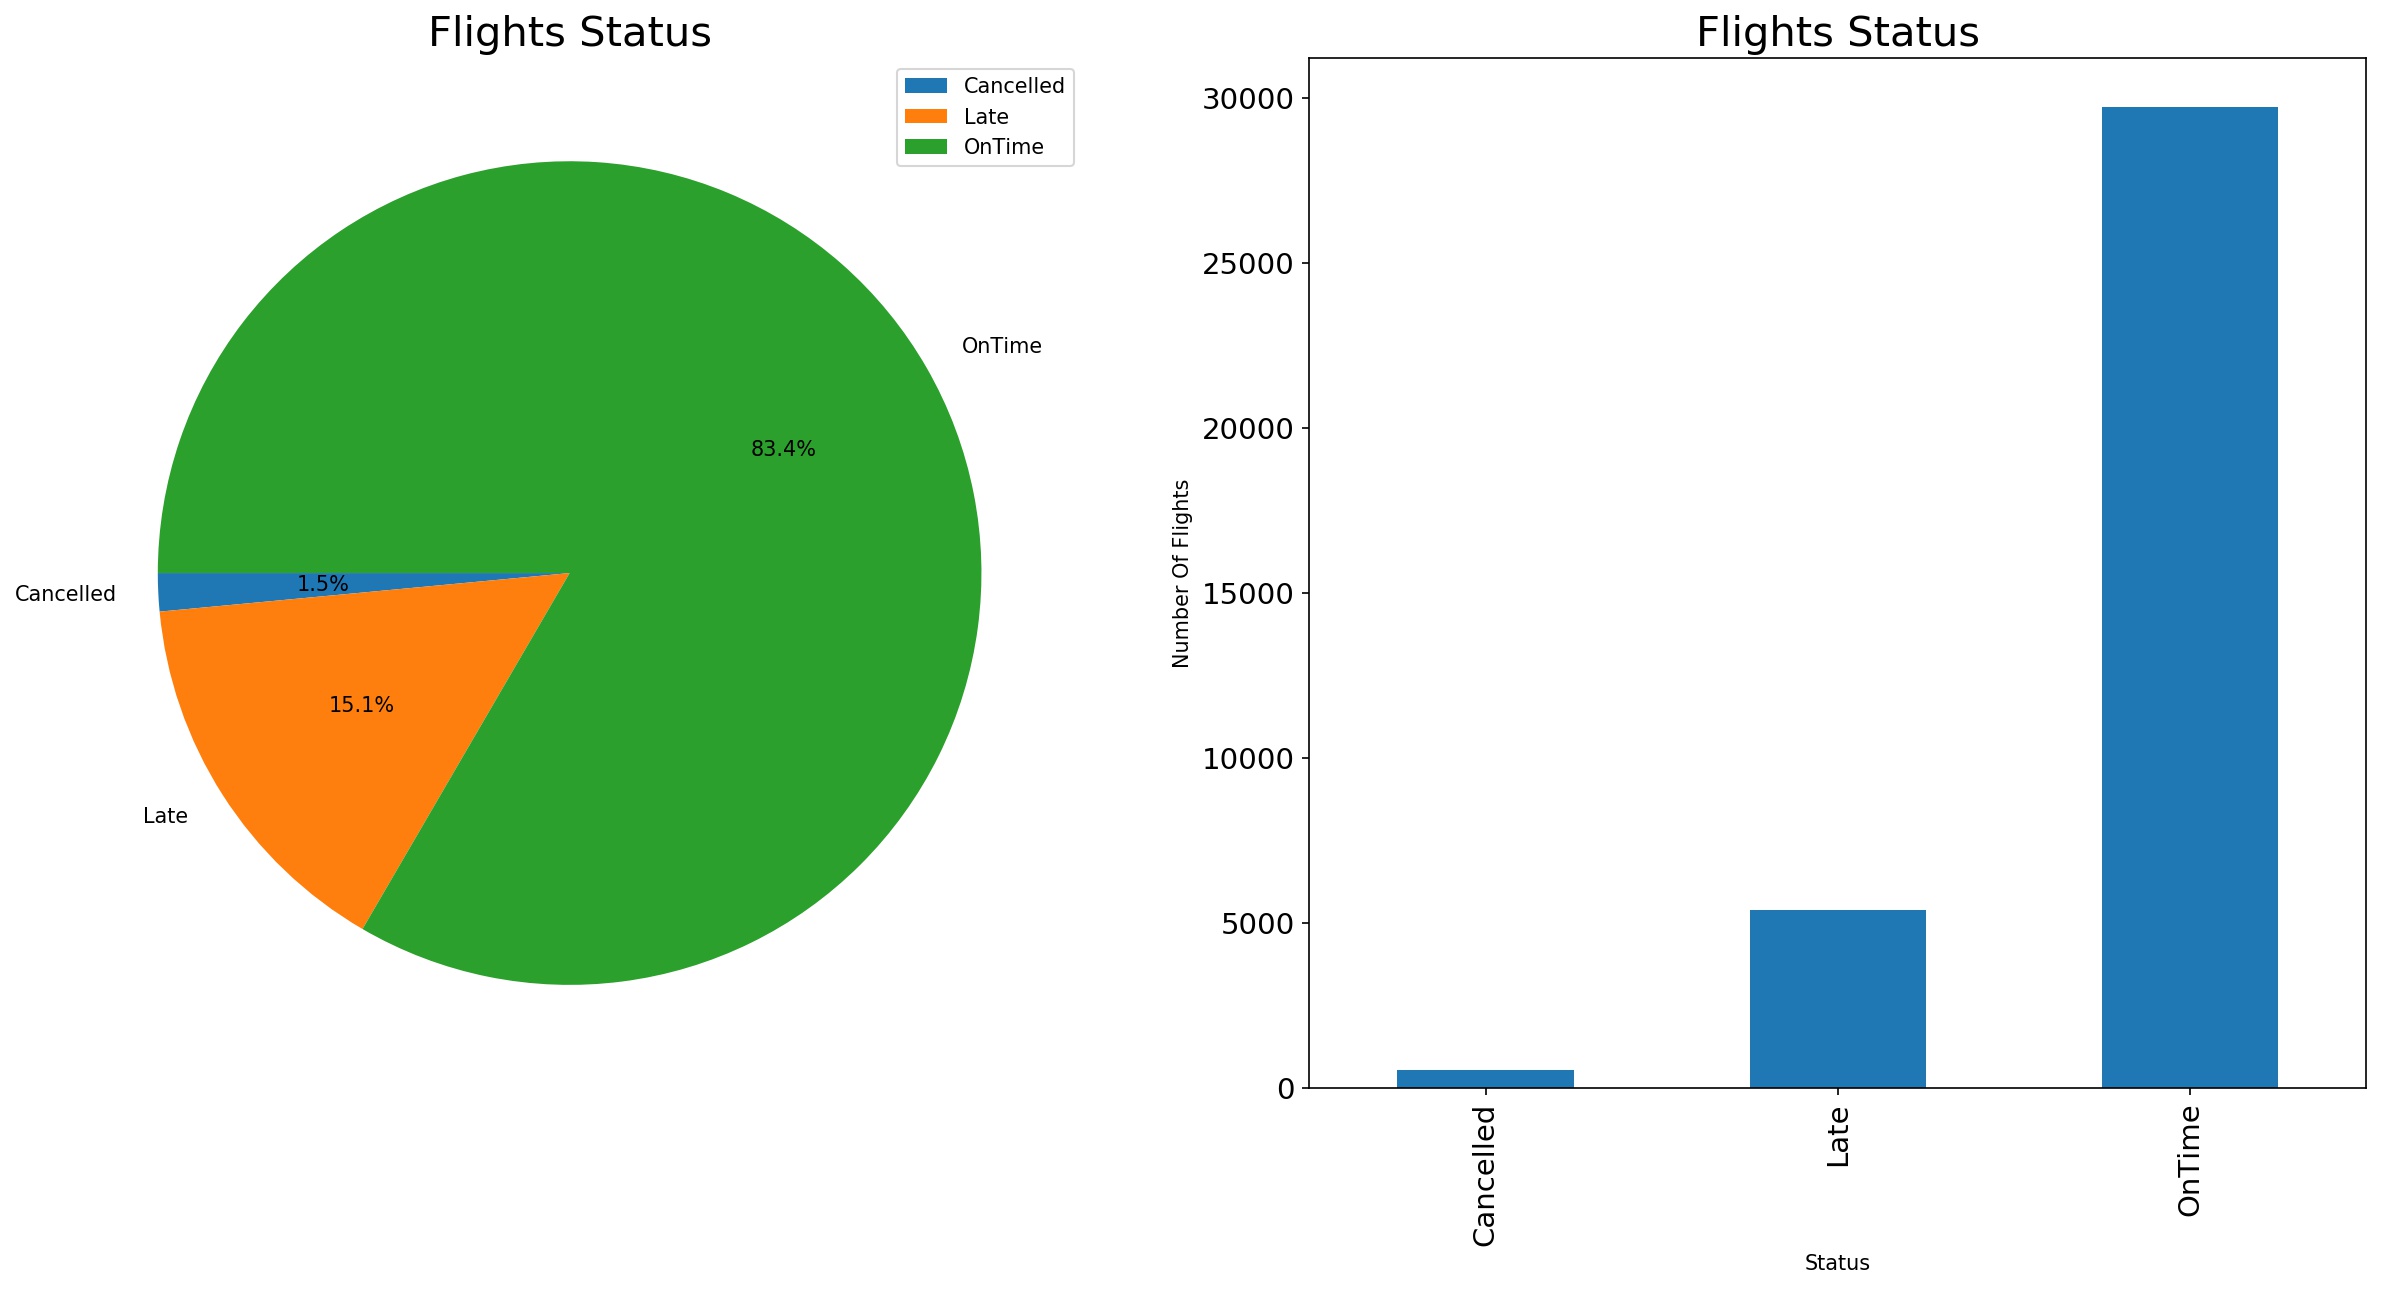 Flights Status
Cancelled
Late
OnTime
OnTime
83.4%
1.5%
Cancelled
15.1%
Late
Flights Status
30000
25000
20000
15000
10000
5000
0
Number Of Flights
Cancelled
Late
OnTime
Status